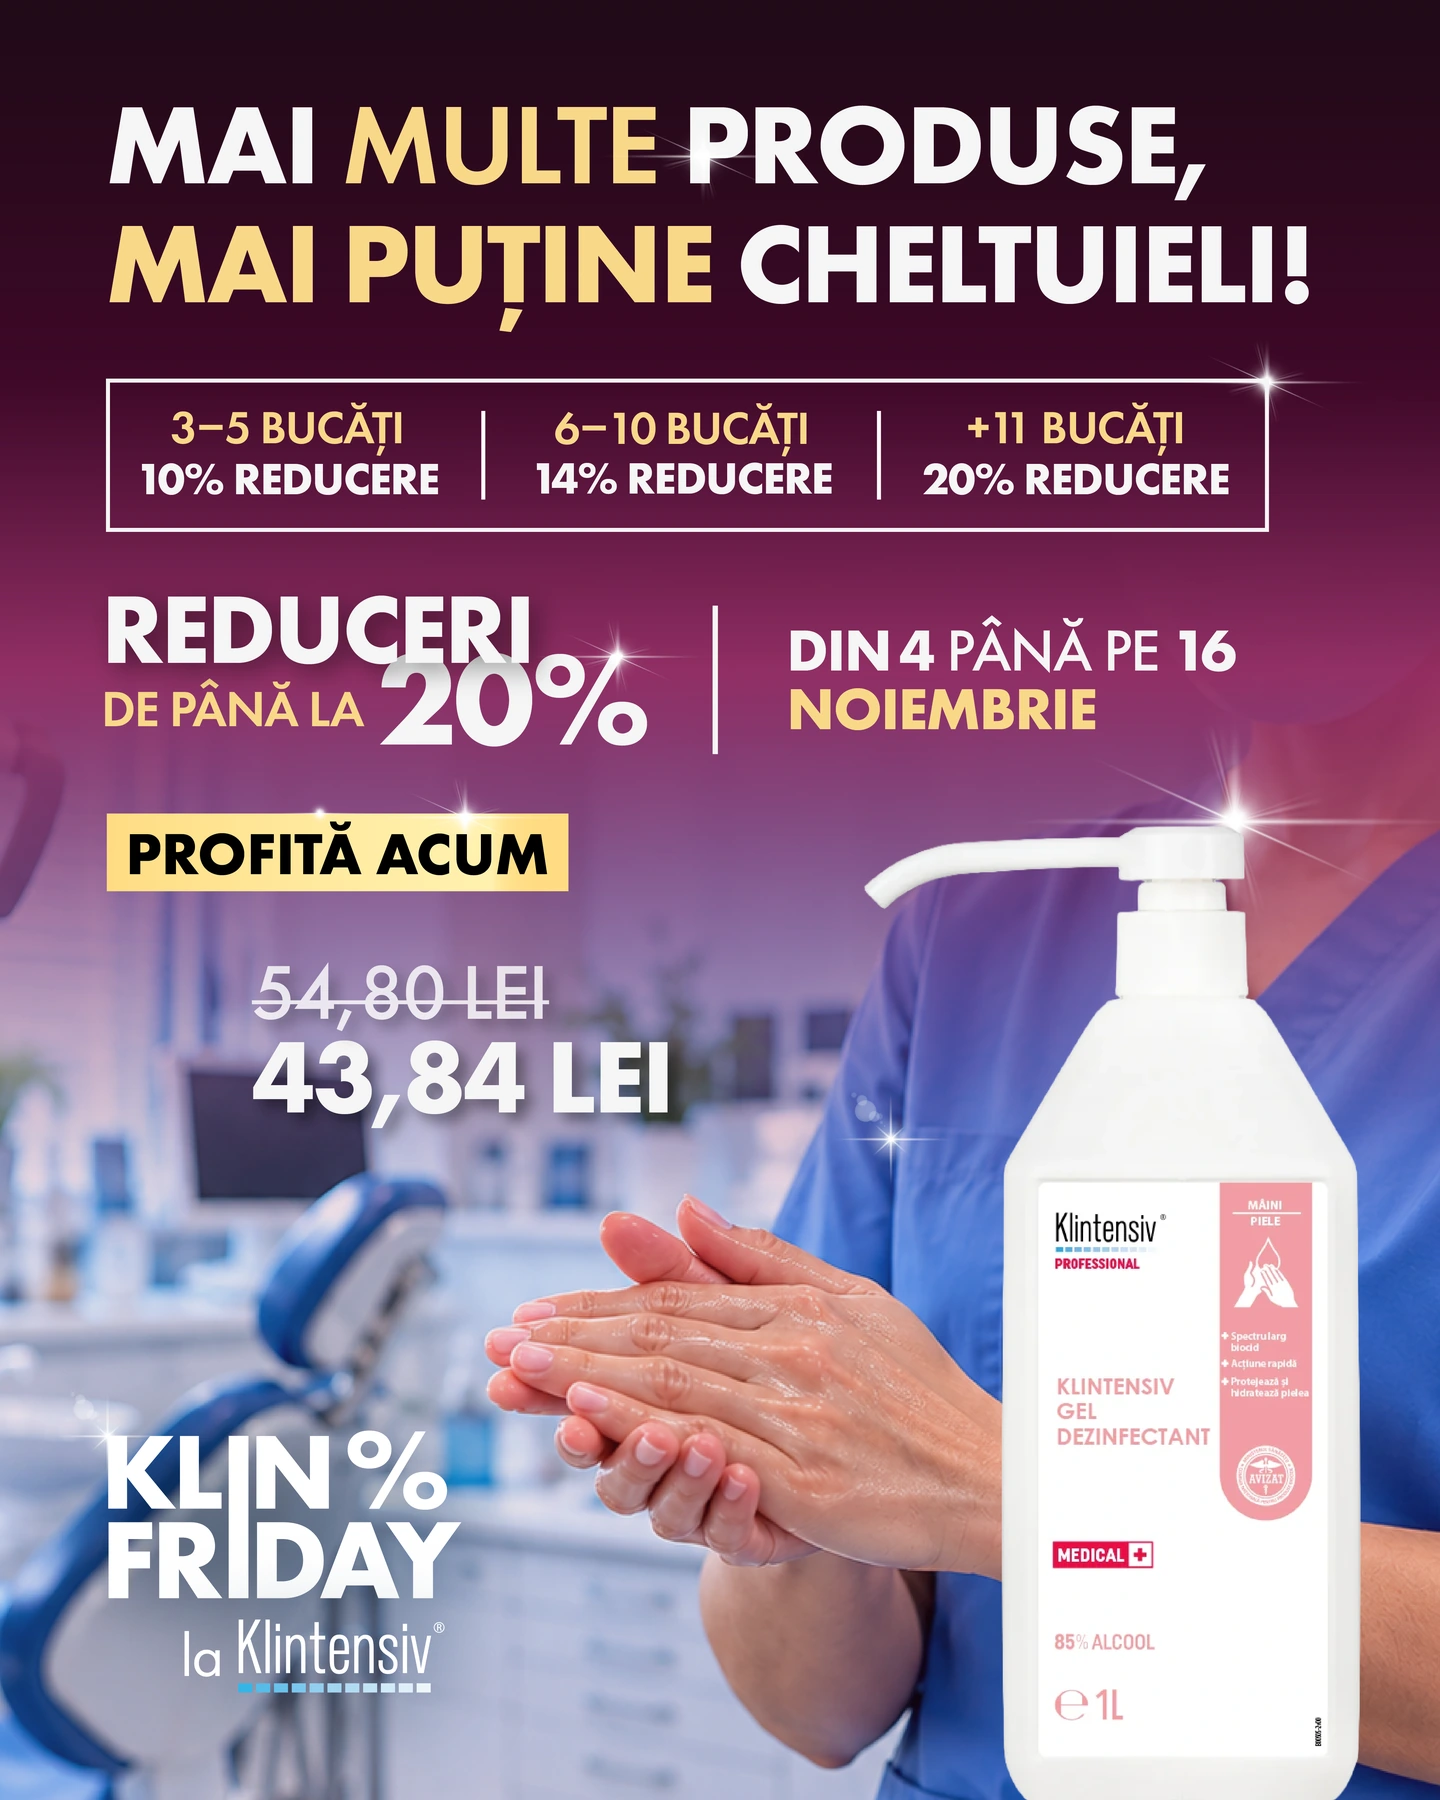 MAI MULTE PRODUSE,
MAI PUȚINE CHELTUIELI!
3–5 BUCĂȚI
10% REDUCERE
6–10 BUCĂȚI
14% REDUCERE
+11 BUCĂȚI
20% REDUCERE
REDUCERI
DE PÂNĂ LA 20%
DIN 4 PÂNĂ PE 16
NOIEMBRIE
PROFITĂ ACUM
54,80 LEI
43,84 LEI
KLIN %
FRIDAY
la Klintensiv®
Klintensiv®
PROFESSIONAL
MÂINI
PIELE
+ Spectru larg
biocid
+ Acțiune rapidă
+ Protejează și
hidratează pielea
KLINTENSIV
GEL
DEZINFECTANT
AVIZAT
MEDICAL +
85% ALCOOL
℮ 1L